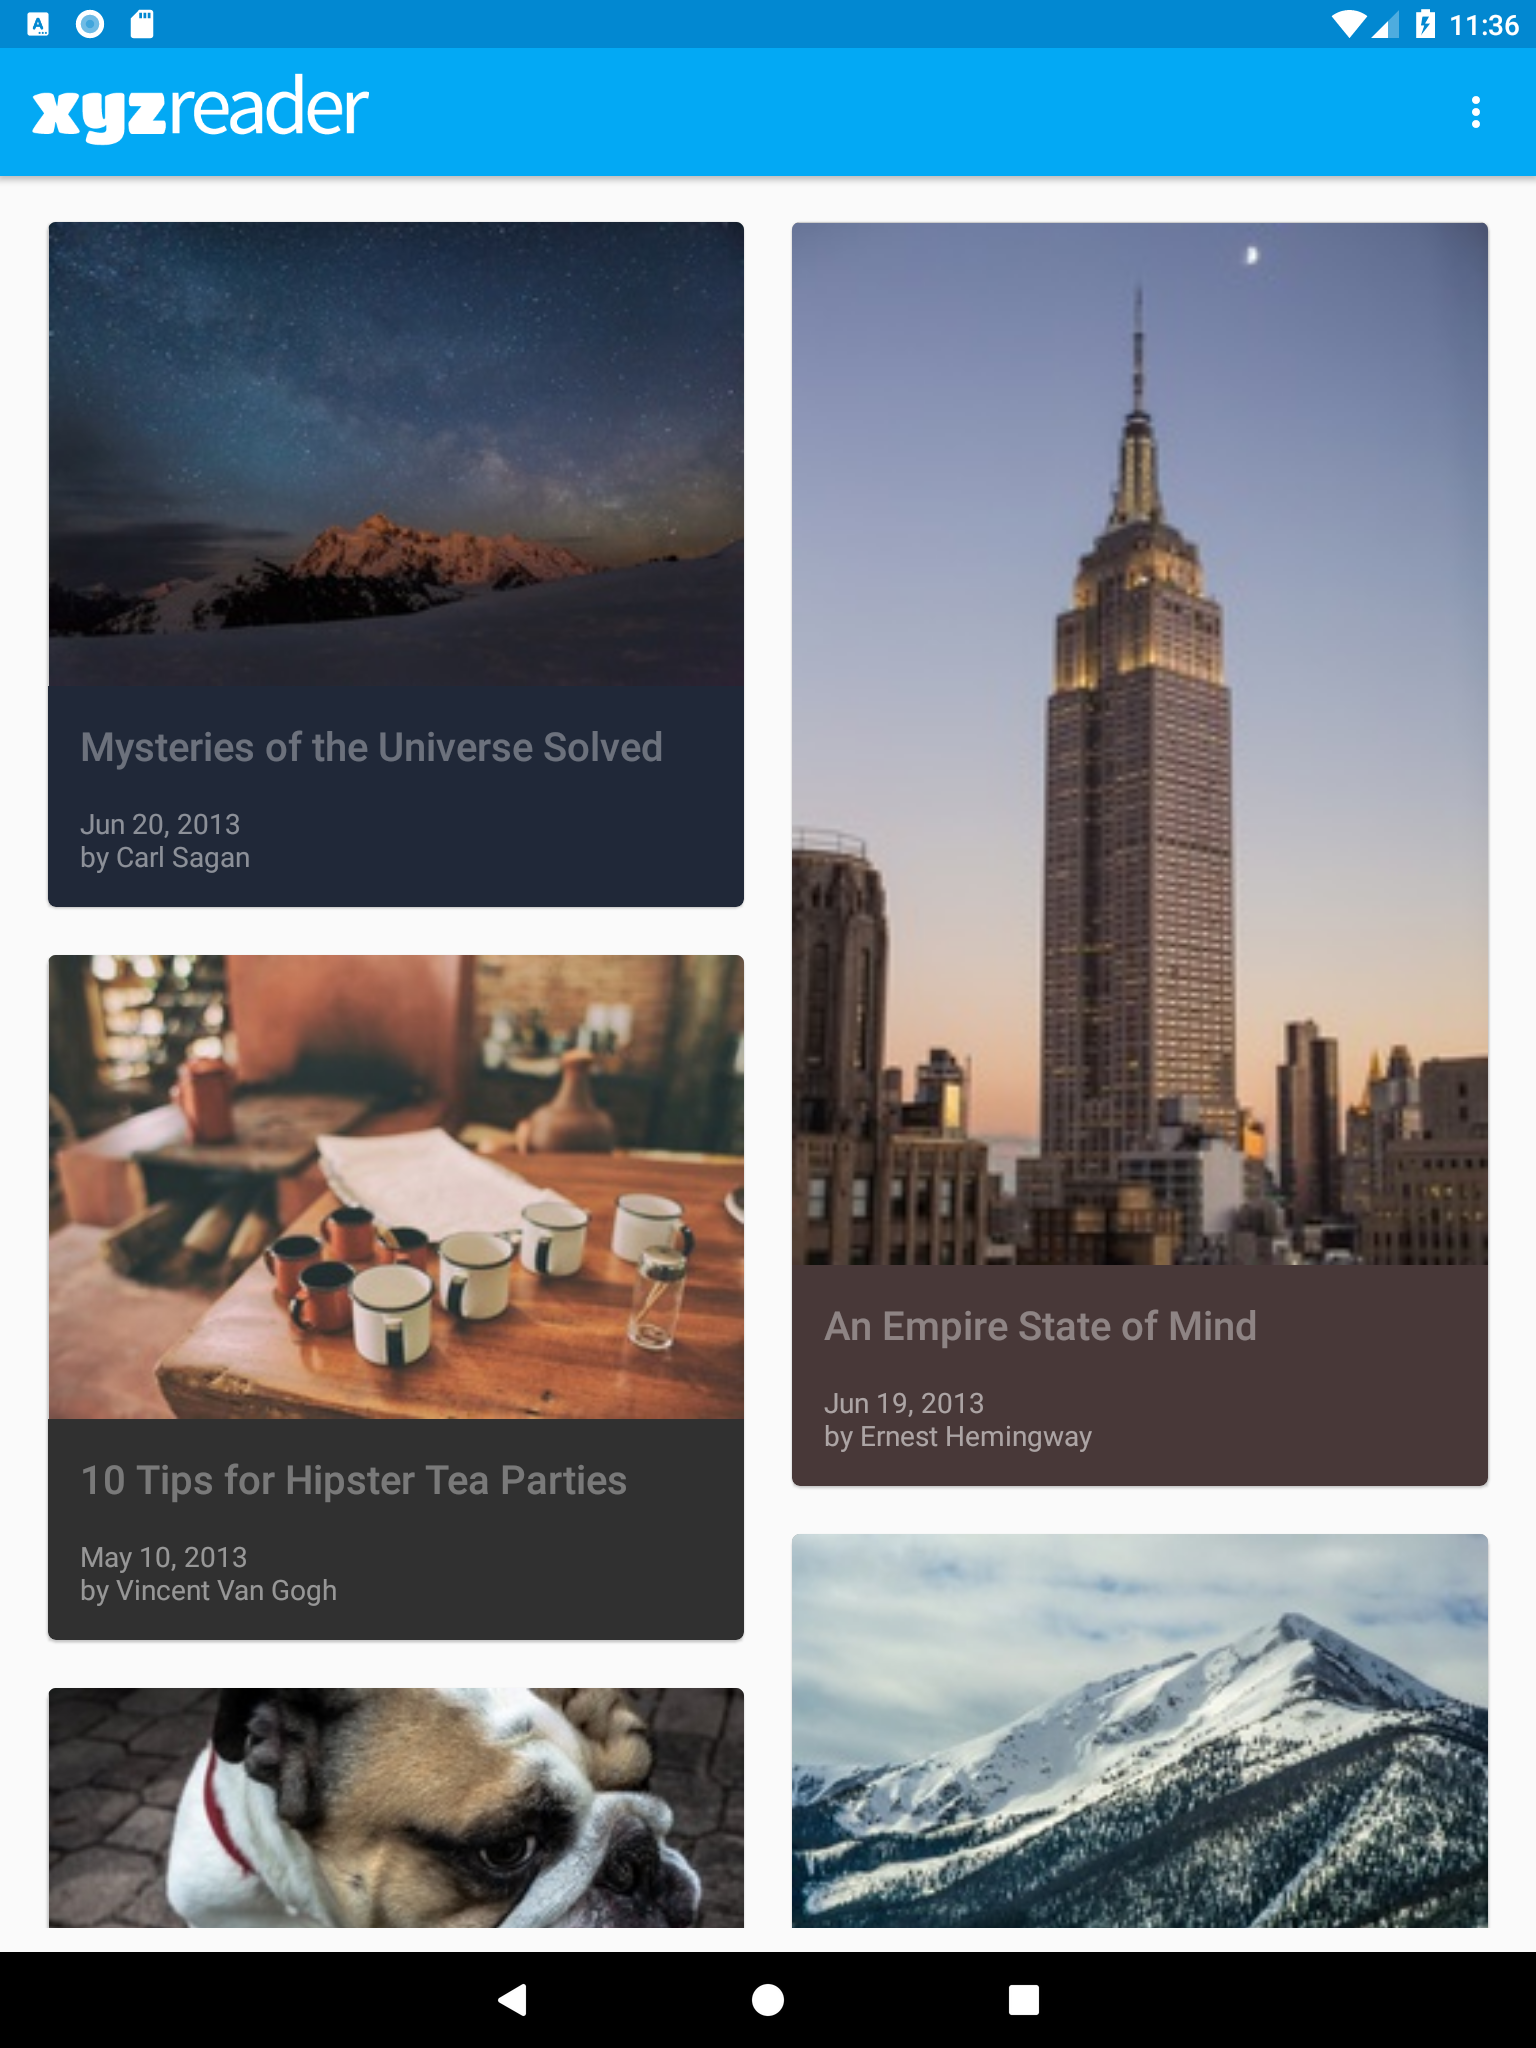 11:36
xyzreader
Mysteries of the Universe Solved
Jun 20, 2013
by Carl Sagan
An Empire State of Mind
Jun 19, 2013
by Ernest Hemingway
10 Tips for Hipster Tea Parties
May 10, 2013
by Vincent Van Gogh